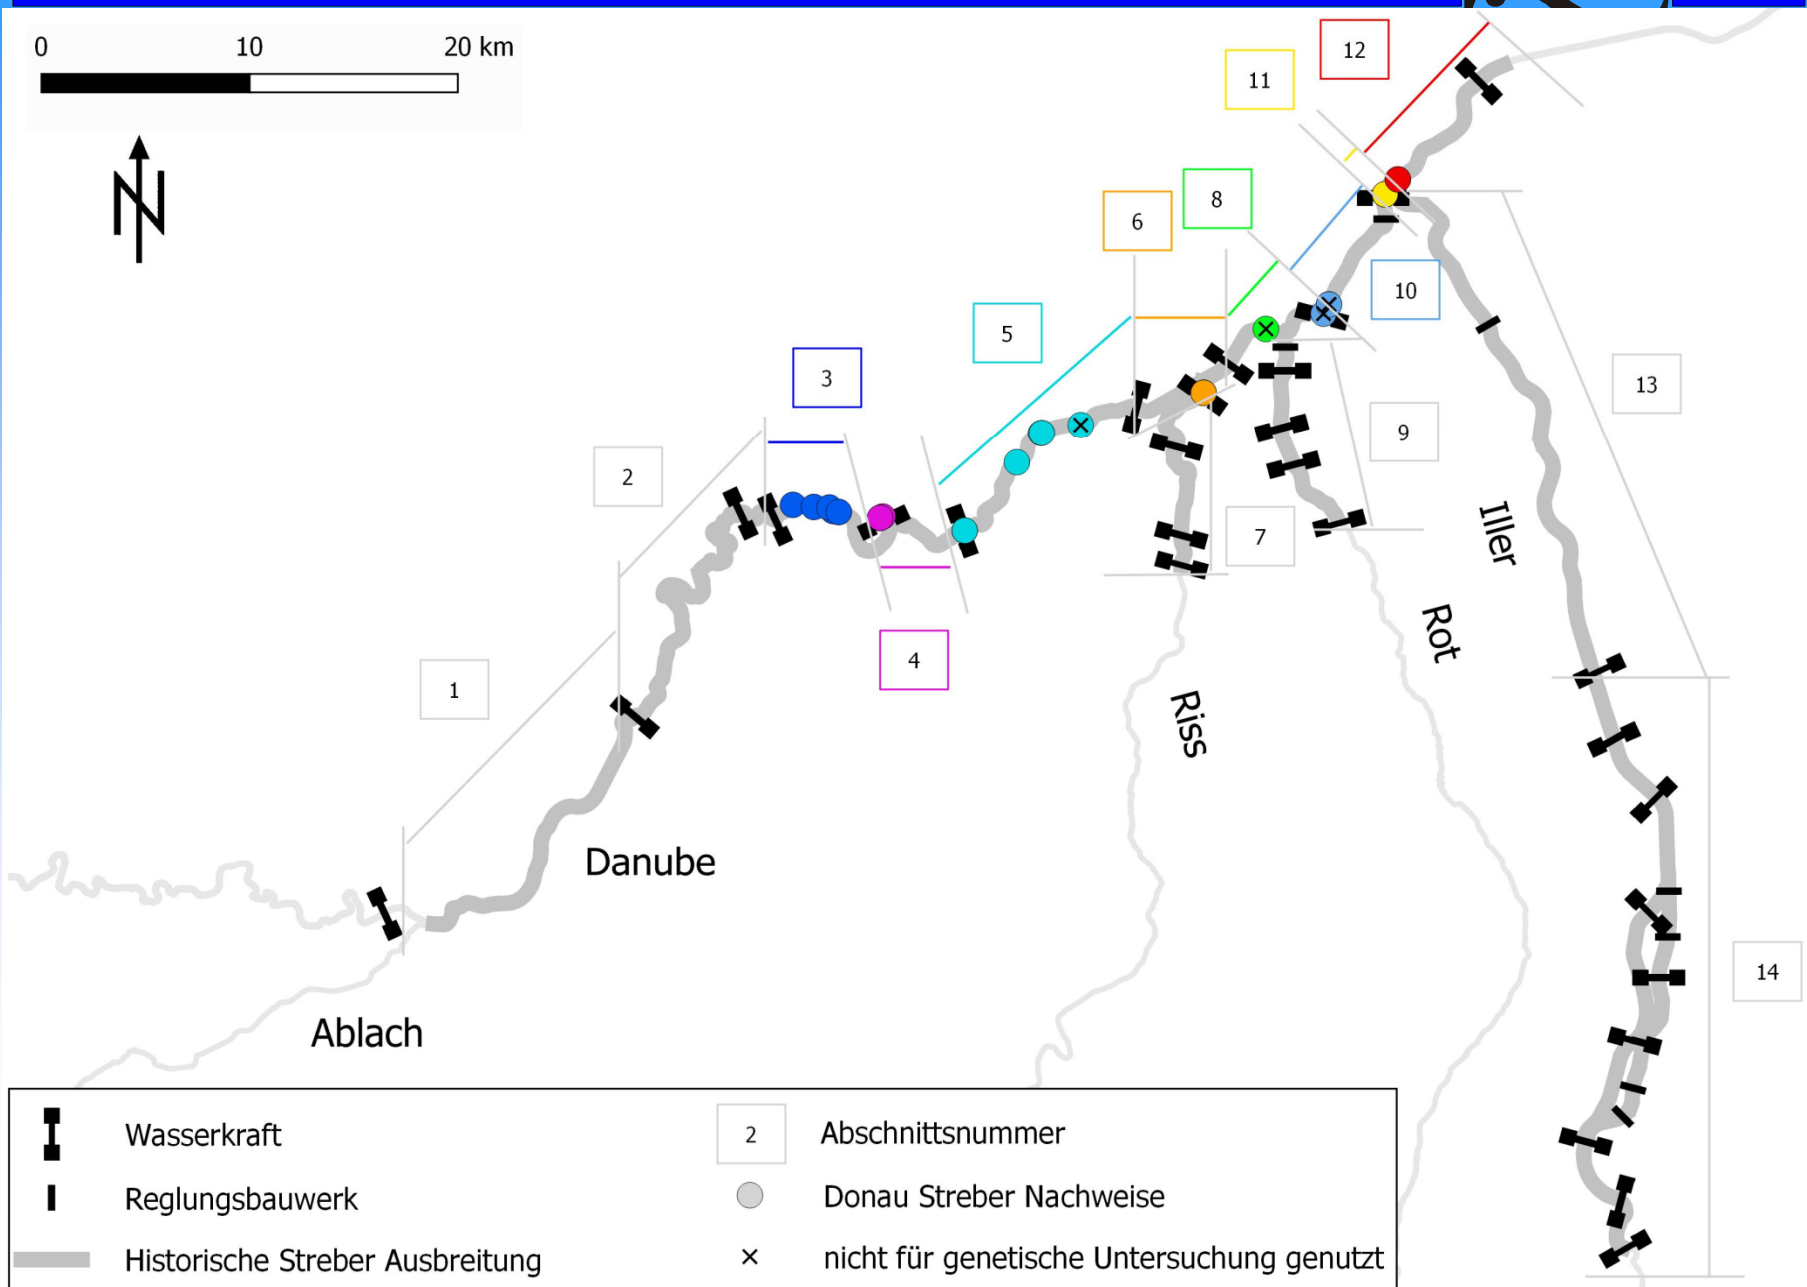 0 10 20 km
N
12
11
8
6
10
5
3
13
9
2
7
Iller
Rot
4
1
Riss
Danube
14
Ablach
Wasserkraft
2 Abschnittsnummer
Reglungsbauwerk
Donau Streber Nachweise
Historische Streber Ausbreitung
nicht für genetische Untersuchung genutzt